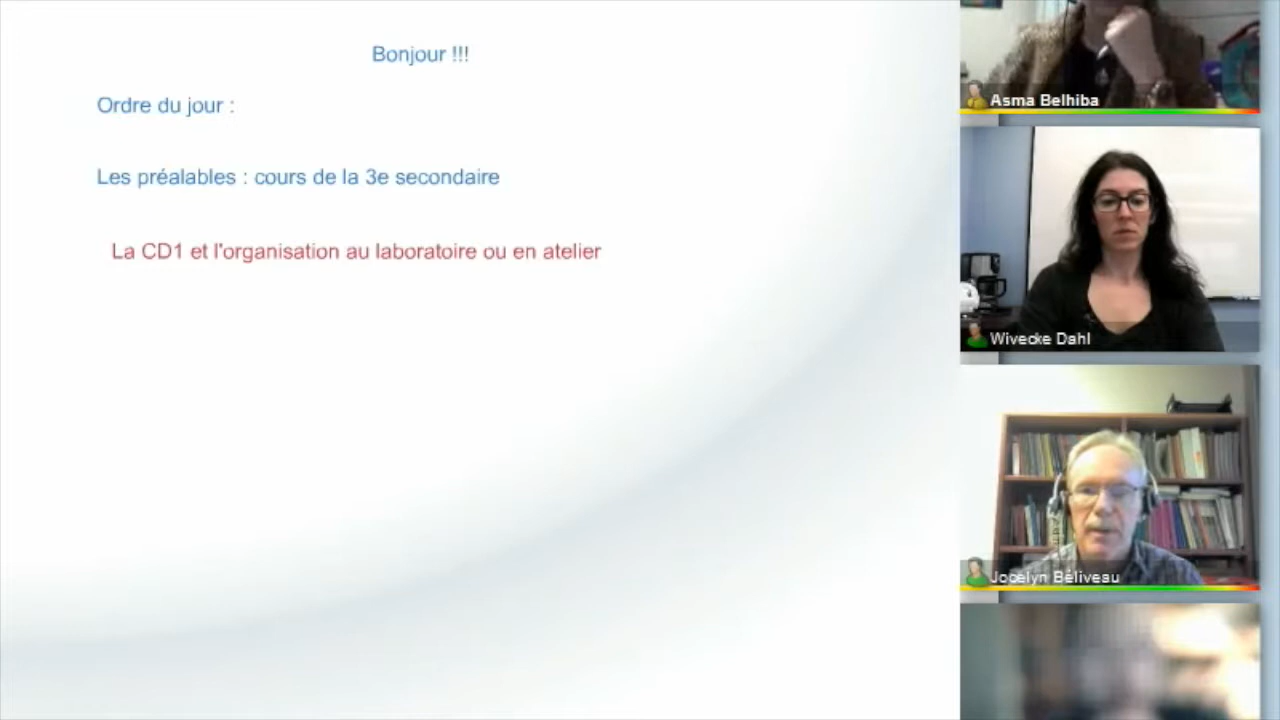 Bonjour !!!
Ordre du jour :
Les préalables : cours de la 3e secondaire
La CD1 et l'organisation au laboratoire ou en atelier
Asma Belhiba
Wivecke Dahl
Jocelyn Béliveau